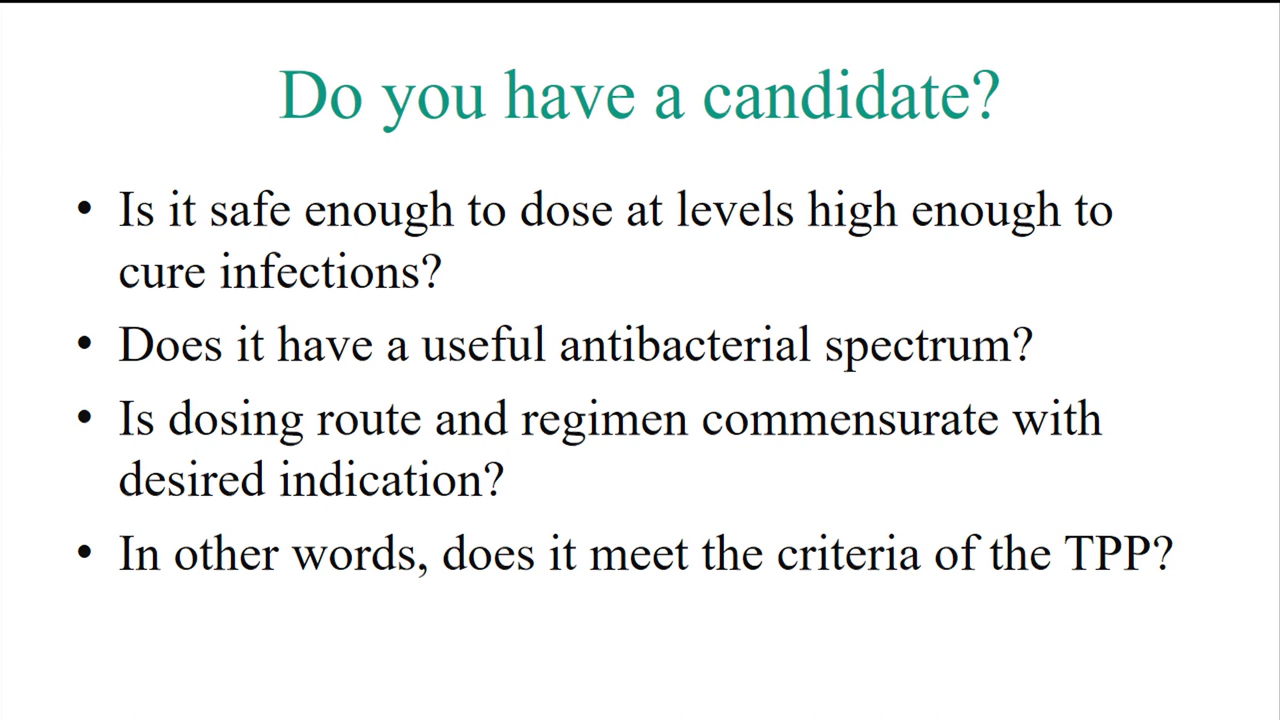 Do you have a candidate?
• Is it safe enough to dose at levels high enough to
cure infections?
• Does it have a useful antibacterial spectrum?
• Is dosing route and regimen commensurate with
desired indication?
• In other words, does it meet the criteria of the TPP?